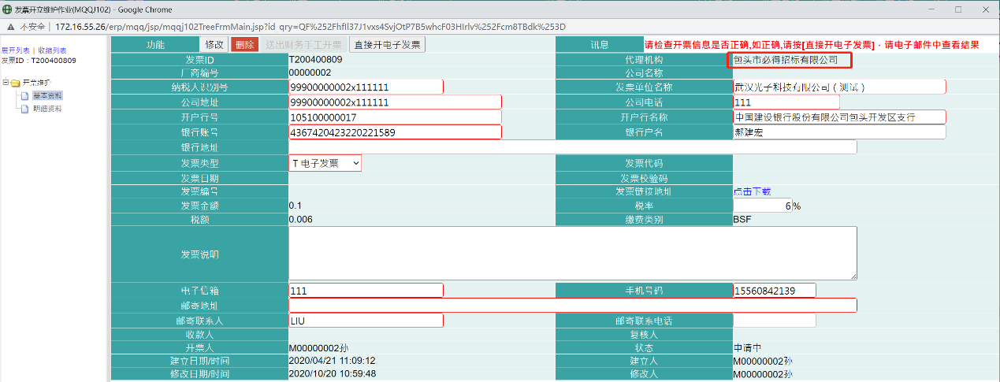 发票开立维护作业(MQQJ102) - Google Chrome
不安全 | 172.16.55.26/erp/mqq/jsp/mqqj102TreeFrmMain.jsp?id_qry=QF%252Fhfll37J1vxs4SvjOtP7B5whcF03HIrlv%252Fcm8TBdk%253D
展开列表 | 收缩列表
发票ID:T200400809
开票维护
基本资料
明细资料
功能 修改 删除 送出财务手工开票 直接开电子发票 讯息 请检查开票信息是否正确,如正确,请按[直接开电子发票]﹒请电子邮件中查看结果
发票ID T200400809 代理机构 包头市必得招标有限公司
厂商编号 00000002 公司名称
纳税人识别号 99900000002x111111 发票单位名称 武汉光子科技有限公司(测试)
公司地址 99900000002x111111 公司电话 111
开户行号 105100000017 开户行名称 中国建设银行股份有限公司包头开发区支行
银行账号 4367420423220221589 银行户名 郝建宏
银行地址
发票类型 T 电子发票 发票代码
发票日期 发票校验码
发票编号 发票链接地址 点击下载
发票金额 0.1 税率 6%
税额 0.006 缴费类别 BSF
发票说明
电子信箱 111 手机号码 15560842139
邮寄地址
邮寄联系人 LIU 邮寄联系电话
收款人 复核人
开票人 M00000002孙 状态 申请中
建立日期/时间 2020/04/21 11:09:12 建立人 M00000002孙
修改日期/时间 2020/10/20 10:59:48 修改人 M00000002孙